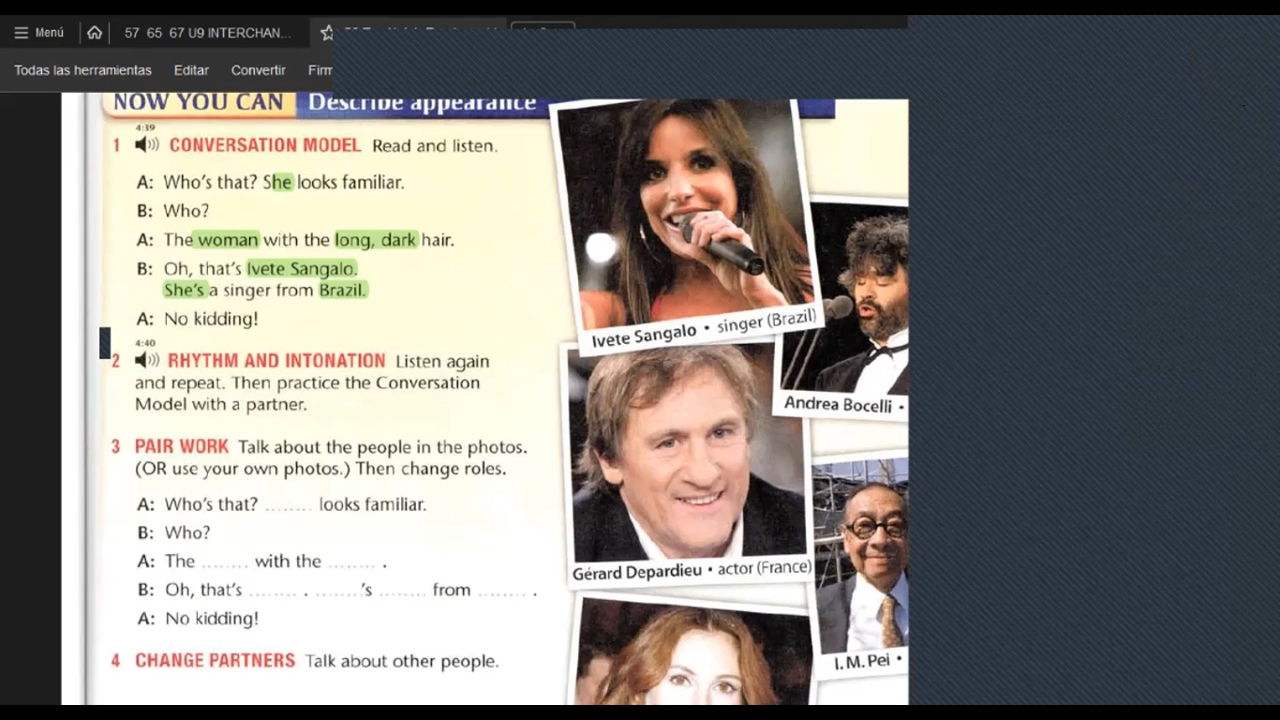 Menú
57 65 67 U9 INTERCHAN...
Todas las herramientas Editar Convertir Firm
NOW YOU CAN Describe appearance
4:39
1 CONVERSATION MODEL Read and listen.
A: Who's that? She looks familiar.
B: Who?
A: The woman with the long, dark hair.
B: Oh, that's Ivete Sangalo.
She's a singer from Brazil.
A: No kidding!
4:40
2 RHYTHM AND INTONATION Listen again
and repeat. Then practice the Conversation
Model with a partner.
3 PAIR WORK Talk about the people in the photos.
(OR use your own photos.) Then change roles.
A: Who's that? ........ looks familiar.
B: Who?
A: The ........ with the ........ .
B: Oh, that's ........ . ........'s ........ from ........ .
A: No kidding!
4 CHANGE PARTNERS Talk about other people.
Ivete Sangalo • singer (Brazil)
Andrea Bocelli •
Gérard Depardieu • actor (France)
I. M. Pei •